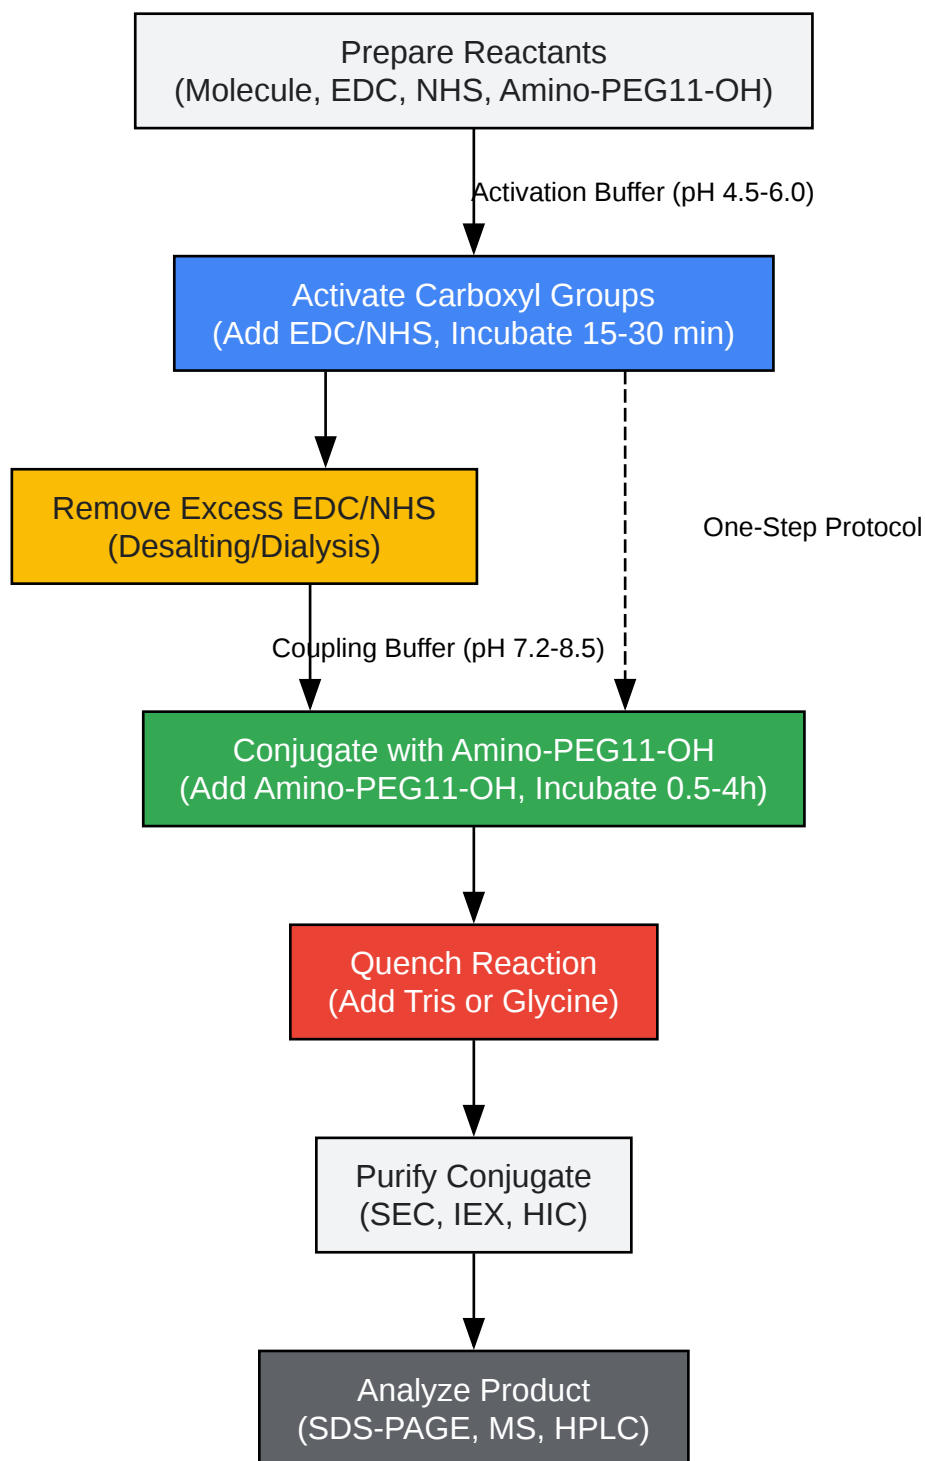 Prepare Reactants
(Molecule, EDC, NHS, Amino-PEG11-OH)
Activation Buffer (pH 4.5-6.0)
Activate Carboxyl Groups
(Add EDC/NHS, Incubate 15-30 min)
Remove Excess EDC/NHS
(Desalting/Dialysis)
One-Step Protocol
Coupling Buffer (pH 7.2-8.5)
Conjugate with Amino-PEG11-OH
(Add Amino-PEG11-OH, Incubate 0.5-4h)
Quench Reaction
(Add Tris or Glycine)
Purify Conjugate
(SEC, IEX, HIC)
Analyze Product
(SDS-PAGE, MS, HPLC)